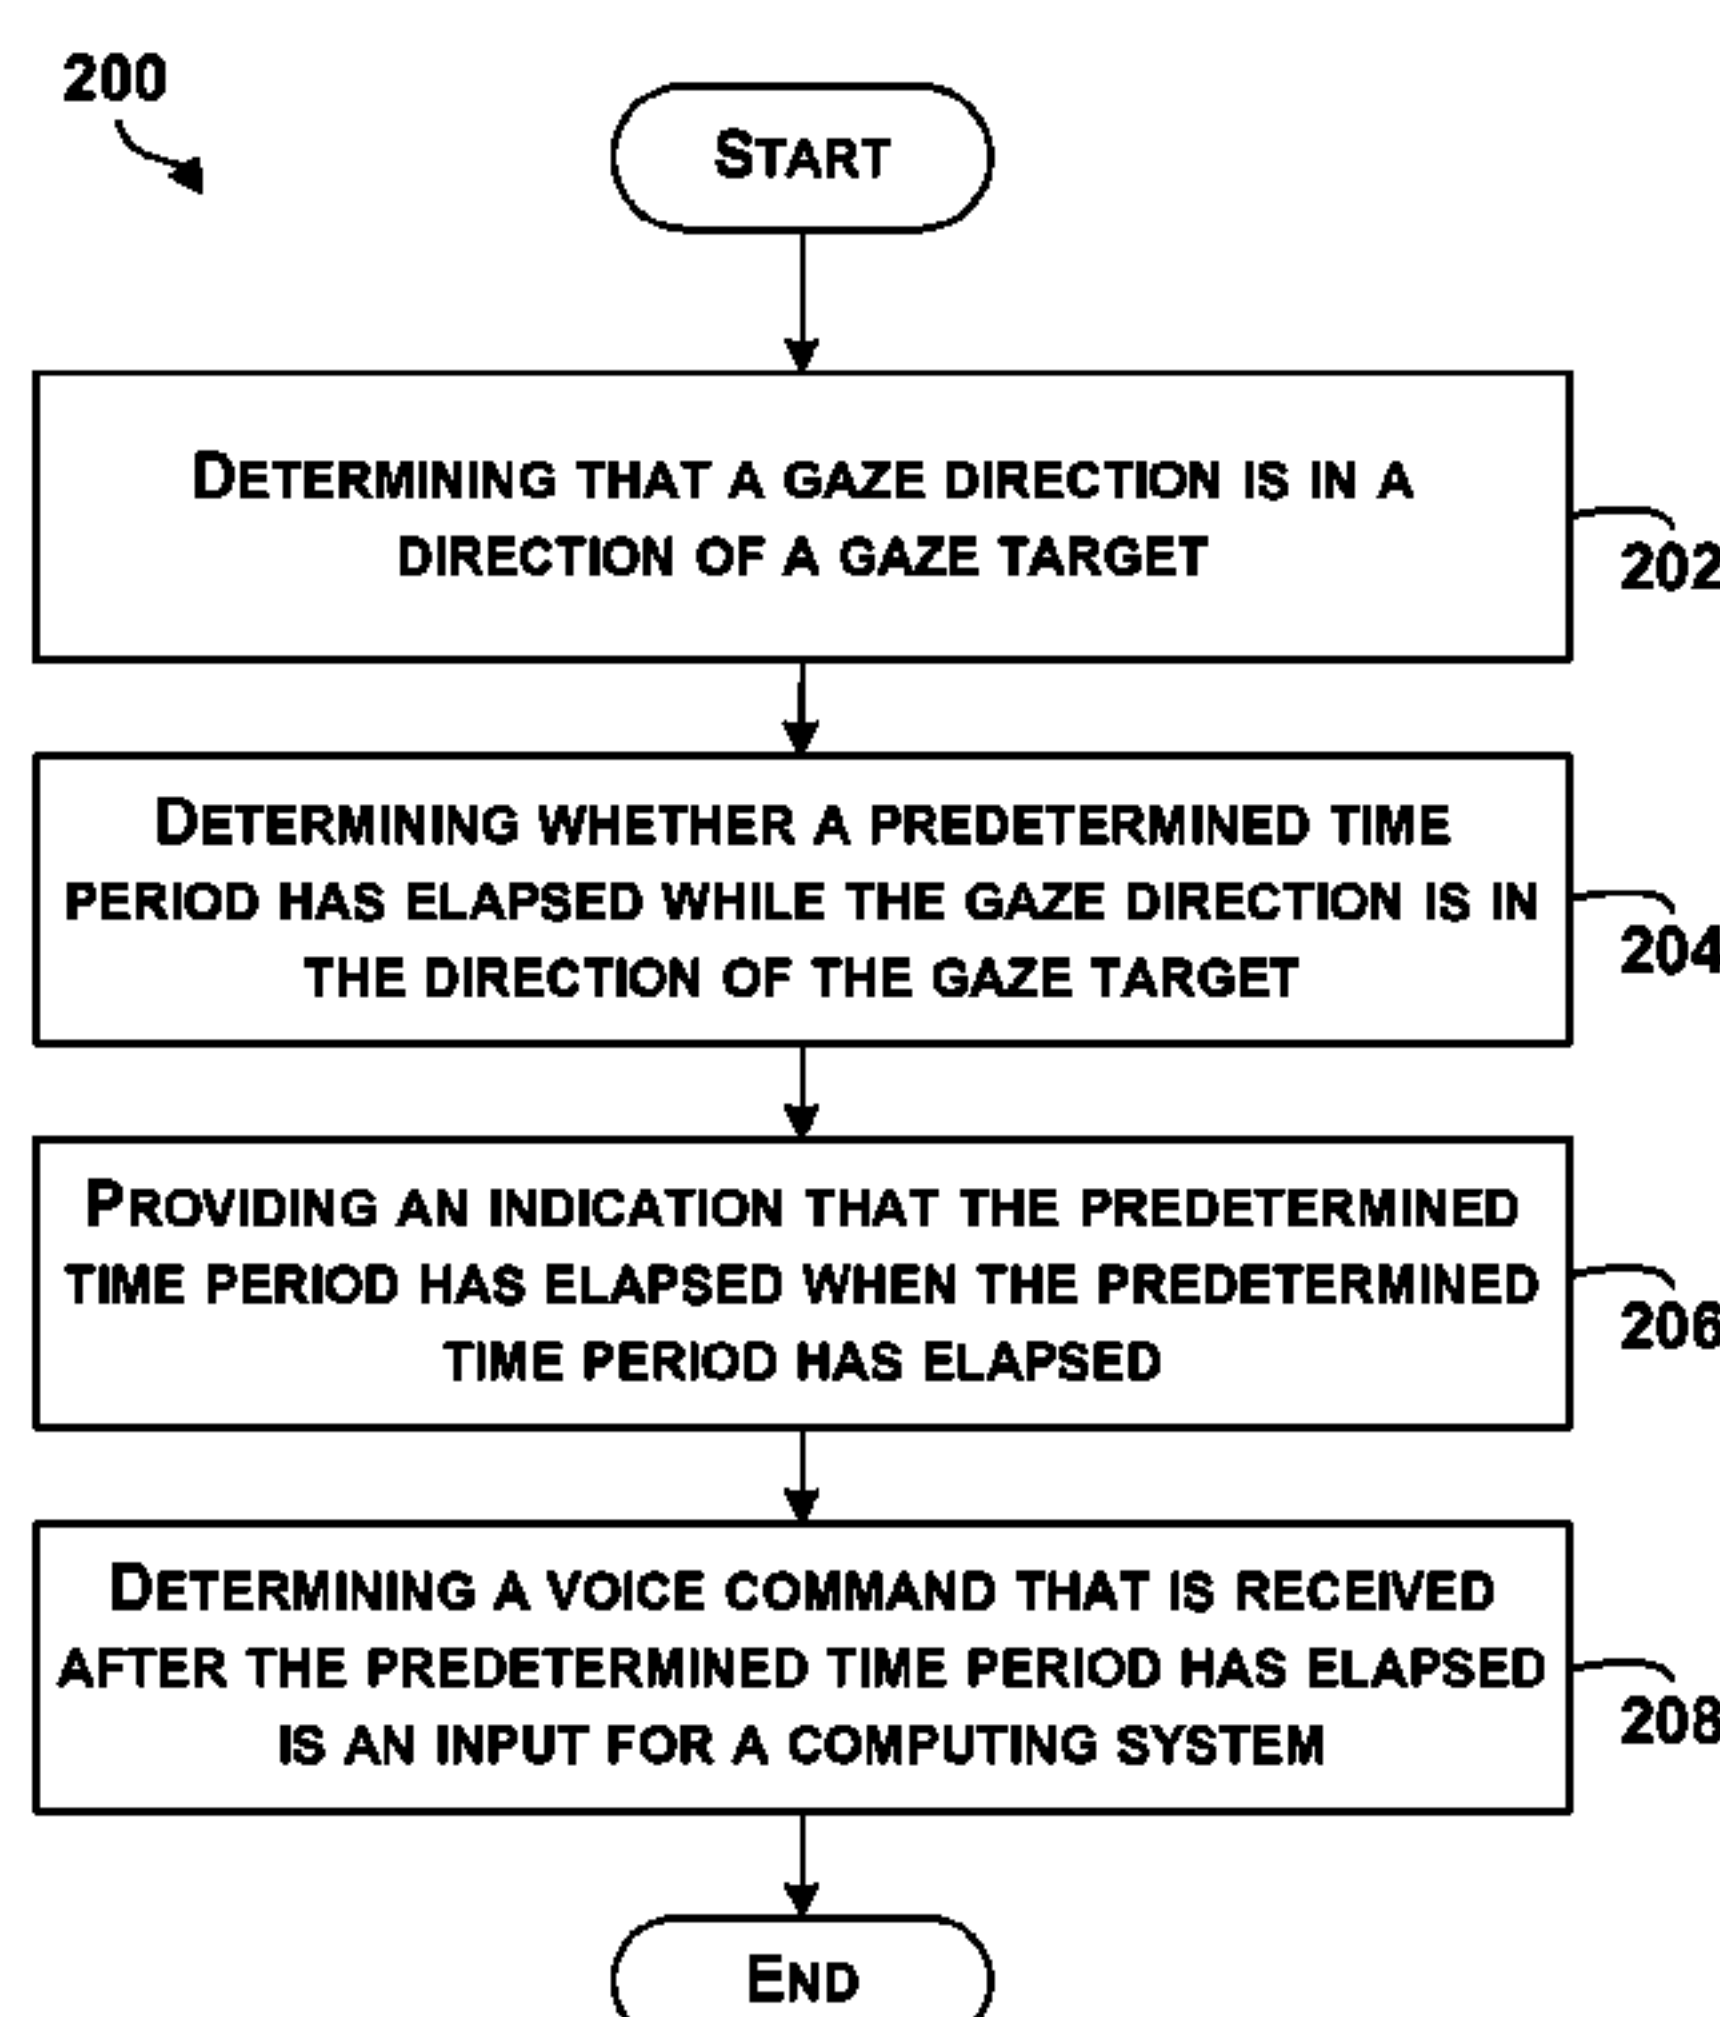 200
START
DETERMINING THAT A GAZE DIRECTION IS IN A
DIRECTION OF A GAZE TARGET
202
DETERMINING WHETHER A PREDETERMINED TIME
PERIOD HAS ELAPSED WHILE THE GAZE DIRECTION IS IN
THE DIRECTION OF THE GAZE TARGET
204
PROVIDING AN INDICATION THAT THE PREDETERMINED
TIME PERIOD HAS ELAPSED WHEN THE PREDETERMINED
TIME PERIOD HAS ELAPSED
206
DETERMINING A VOICE COMMAND THAT IS RECEIVED
AFTER THE PREDETERMINED TIME PERIOD HAS ELAPSED
IS AN INPUT FOR A COMPUTING SYSTEM
208
END